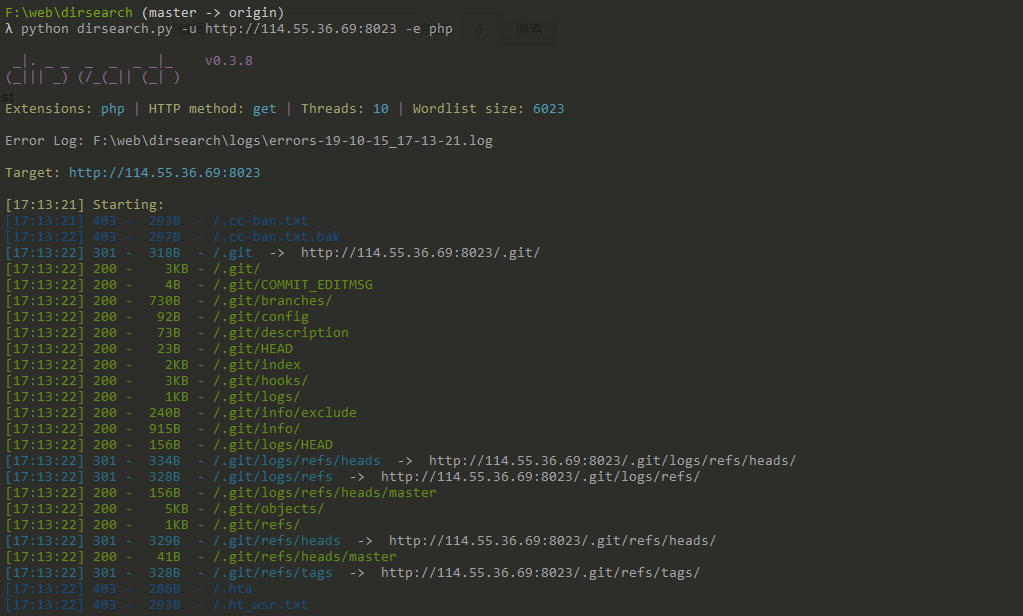 F:\web\dirsearch (master -> origin)
λ python dirsearch.py -u http://114.55.36.69:8023 -e php
6 搜索
_|. _ _  _  _  _ _|_    v0.3.8
(_||| _) (/_(_|| (_| )
st
Extensions: php | HTTP method: get | Threads: 10 | Wordlist size: 6023
Error Log: F:\web\dirsearch\logs\errors-19-10-15_17-13-21.log
Target: http://114.55.36.69:8023
[17:13:21] Starting:
[17:13:21] 403 -  293B  - /.cc-ban.txt
[17:13:22] 403 -  297B  - /.cc-ban.txt.bak
[17:13:22] 301 -  318B  - /.git  ->  http://114.55.36.69:8023/.git/
[17:13:22] 200 -    3KB - /.git/
[17:13:22] 200 -    4B  - /.git/COMMIT_EDITMSG
[17:13:22] 200 -  730B  - /.git/branches/
[17:13:22] 200 -   92B  - /.git/config
[17:13:22] 200 -   73B  - /.git/description
[17:13:22] 200 -   23B  - /.git/HEAD
[17:13:22] 200 -    2KB - /.git/index
[17:13:22] 200 -    3KB - /.git/hooks/
[17:13:22] 200 -    1KB - /.git/logs/
[17:13:22] 200 -  240B  - /.git/info/exclude
[17:13:22] 200 -  915B  - /.git/info/
[17:13:22] 200 -  156B  - /.git/logs/HEAD
[17:13:22] 301 -  334B  - /.git/logs/refs/heads  ->  http://114.55.36.69:8023/.git/logs/refs/heads/
[17:13:22] 301 -  328B  - /.git/logs/refs  ->  http://114.55.36.69:8023/.git/logs/refs/
[17:13:22] 200 -  156B  - /.git/logs/refs/heads/master
[17:13:22] 200 -    5KB - /.git/objects/
[17:13:22] 200 -    1KB - /.git/refs/
[17:13:22] 301 -  329B  - /.git/refs/heads  ->  http://114.55.36.69:8023/.git/refs/heads/
[17:13:22] 200 -   41B  - /.git/refs/heads/master
[17:13:22] 301 -  328B  - /.git/refs/tags  ->  http://114.55.36.69:8023/.git/refs/tags/
[17:13:22] 403 -  286B  - /.hta
[17:13:22] 403 -  293B  - /.ht_wsr.txt